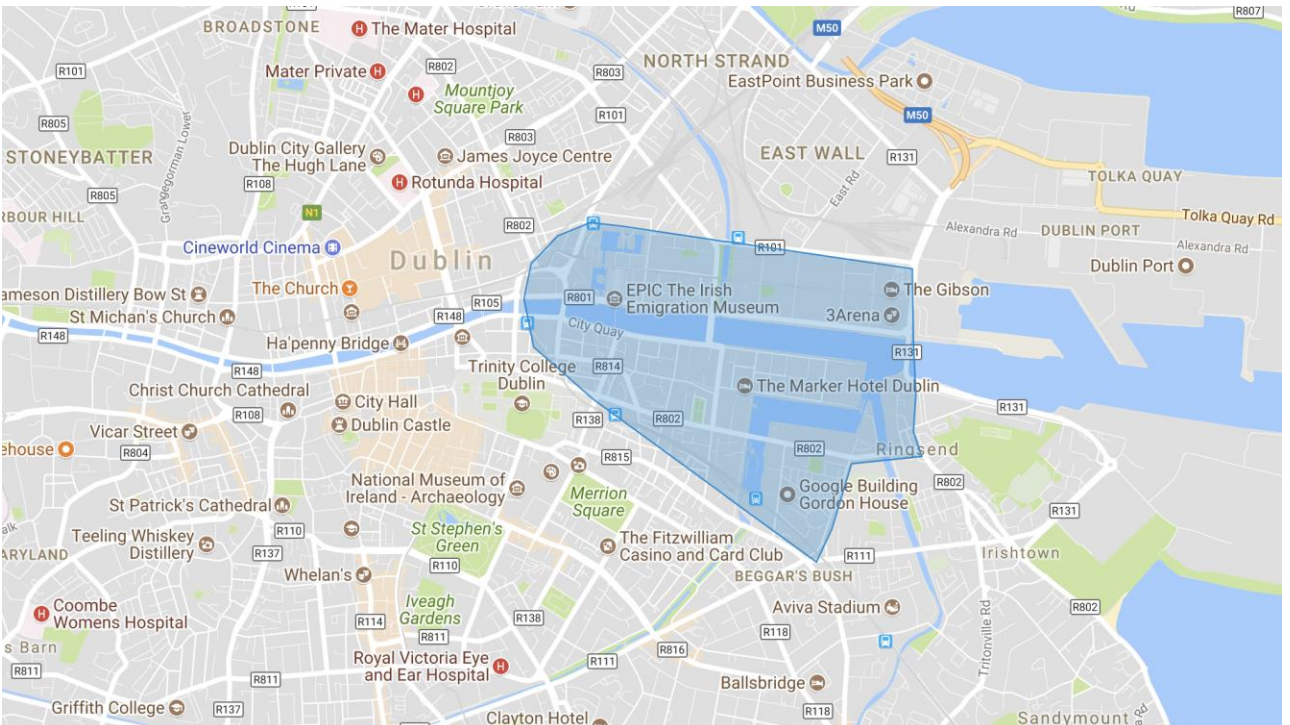 BROADSTONE
The Mater Hospital
M50
R807
R101
Mater Private
R802
R803
NORTH STRAND
EastPoint Business Park
Mountjoy
Square Park
R101
M50
R805
R803
STONEYBATTER
Grangegorman Lower
Dublin City Gallery
The Hugh Lane
James Joyce Centre
EAST WALL
R131
R108
Rotunda Hospital
East Rd
TOLKA QUAY
R805
RBOUR HILL
N1
R802
Tolka Quay Rd
Cineworld Cinema
R101
Alexandra Rd
DUBLIN PORT
Alexandra Rd
Dublin
Dublin Port
The Church
EPIC The Irish
Emigration Museum
The Gibson
ameson Distillery Bow St
R105
R801
St Michan's Church
R148
City Quay
3Arena
R148
Ha'penny Bridge
R148
Trinity College
Dublin
R814
R131
Christ Church Cathedral
The Marker Hotel Dublin
R108
City Hall
R138
R802
R131
Vicar Street
Dublin Castle
R802
Ringsend
ehouse
R804
R815
National Museum of
Ireland - Archaeology
Google Building
Gordon House
R802
St Patrick's Cathedral
Merrion
Square
R131
alk
Teeling Whiskey
Distillery
R110
St Stephen's
Green
The Fitzwilliam
Casino and Card Club
R111
Irishtown
ARYLAND
R137
R110
Whelan's
BEGGAR'S BUSH
Coombe
Womens Hospital
Iveagh
Gardens
R138
Aviva Stadium
R802
R114
R811
R118
Tritonville Rd
s Barn
R816
Royal Victoria Eye
and Ear Hospital
R111
R811
R811
Ballsbridge
Griffith College
R137
Clayton Hotel
R118
Sandymount
Rd